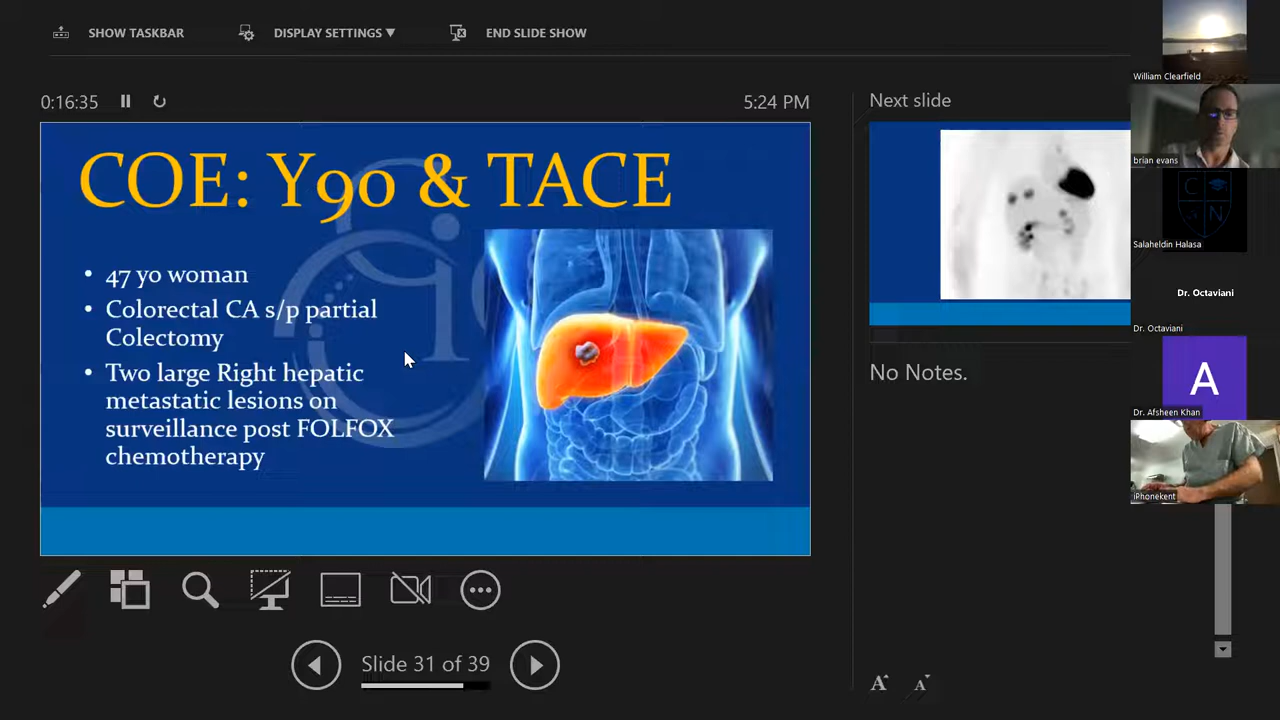 SHOW TASKBAR
DISPLAY SETTINGS ▼
END SLIDE SHOW
0:16:35
5:24 PM
COE: Y90 & TACE
• 47 yo woman
• Colorectal CA s/p partial
Colectomy
• Two large Right hepatic
metastatic lesions on
surveillance post FOLFOX
chemotherapy
Slide 31 of 39
Next slide
No Notes.
A
A
William Clearfield
brian evans
C
N
Salaheldin Halasa
Dr. Octaviani
Dr. Octaviani
A
Dr. Afsheen Khan
iPhonekent